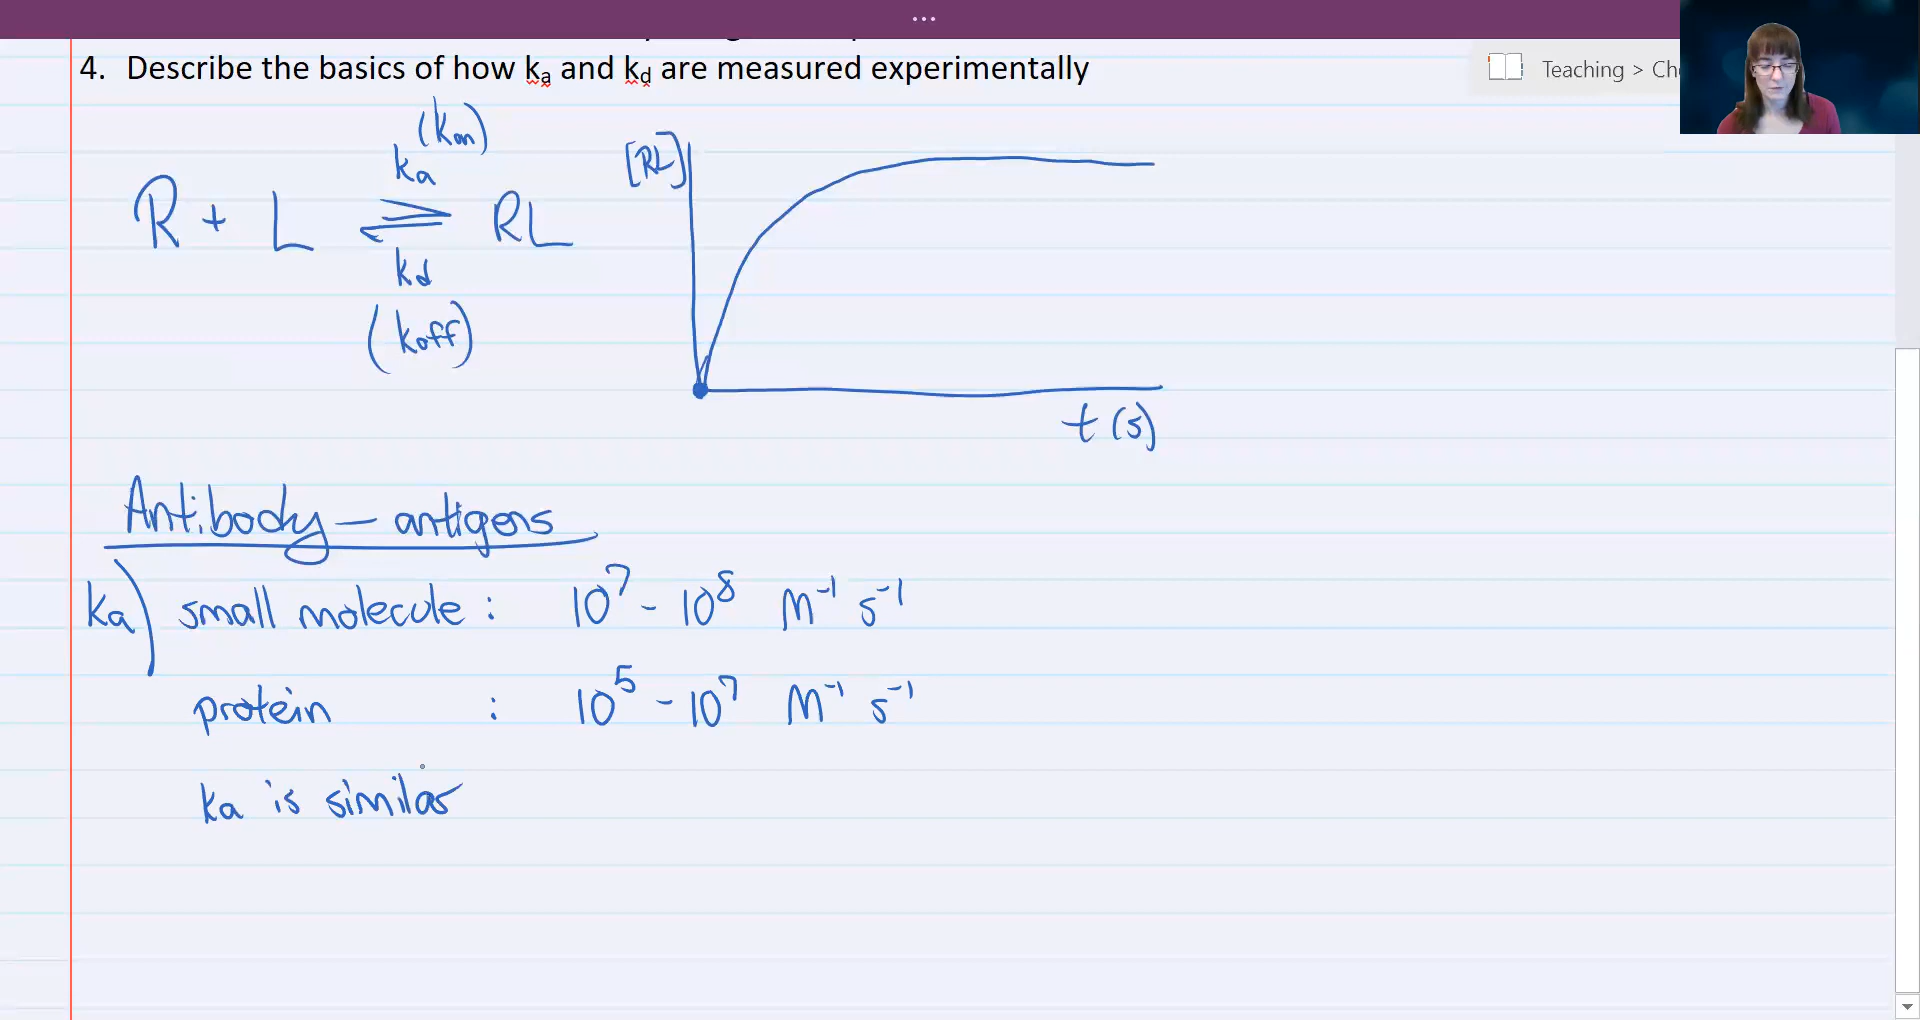 ...
4. Describe the basics of how ka and kd are measured experimentally
Teaching > Ch
(kon)
ka
R + L ⇌ RL
kd
(koff)
[RL]
t (s)
Antibody – antigens
ka) small molecule : 10⁷ - 10⁸ M⁻¹ s⁻¹
protein : 10⁵ - 10⁷ M⁻¹ s⁻¹
ka is similar